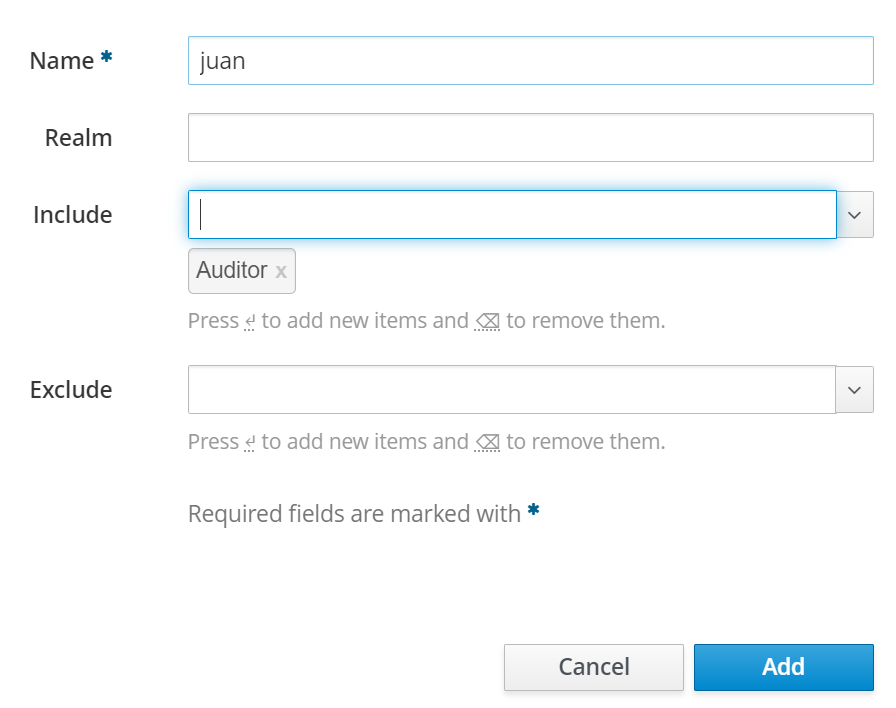 Name *
juan
Realm
Include
Auditor x
Press ⏎ to add new items and ⌫ to remove them.
Exclude
Press ⏎ to add new items and ⌫ to remove them.
Required fields are marked with *
Cancel
Add